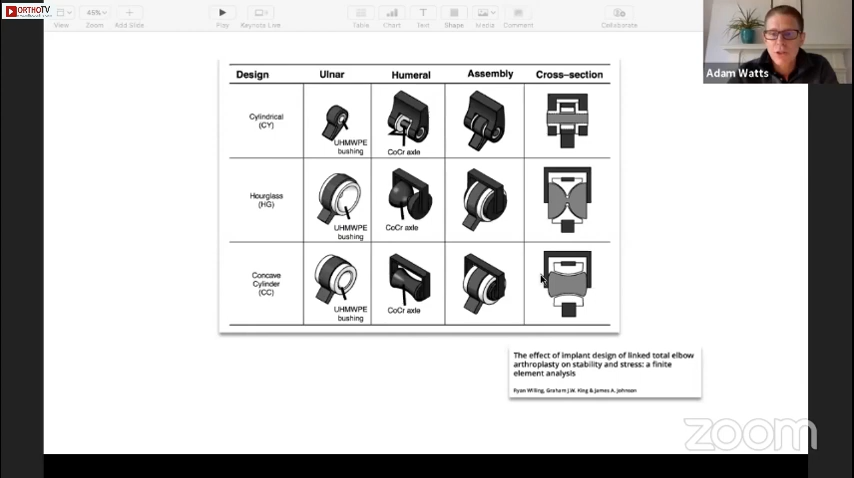 ORTHOTV
View
45%
Zoom
Add Slide
Play
Keynote Live
Table
Chart
Text
Shape
Media
Comment
Collaborate
Adam Watts
Design Ulnar Humeral Assembly Cross-section
Cylindrical
(CY)
UHMWPE
bushing
CoCr axle
Hourglass
(HG)
UHMWPE
bushing
CoCr axle
Concave
Cylinder
(CC)
UHMWPE
bushing
CoCr axle
The effect of implant design of linked total elbow
arthroplasty on stability and stress: a finite
element analysis
Ryan Willing, Graham J.W. King & James A. Johnson
zoom